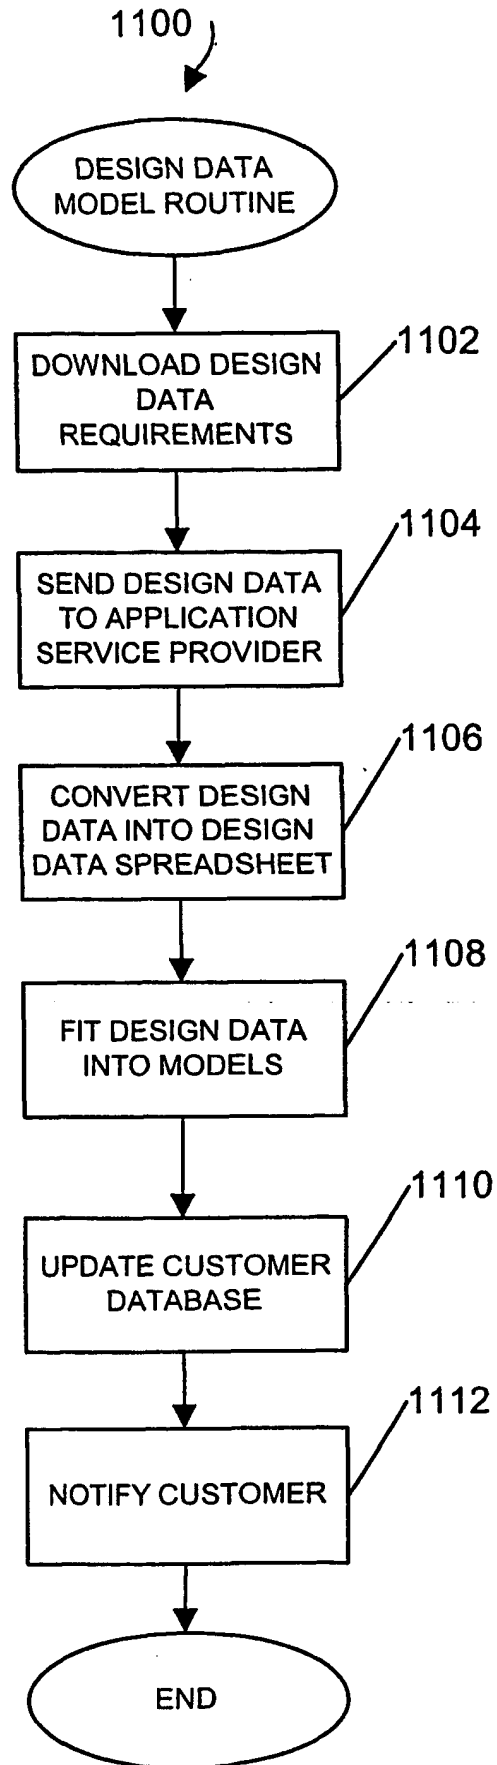 1100
DESIGN DATA
MODEL ROUTINE
1102
DOWNLOAD DESIGN
DATA
REQUIREMENTS
1104
SEND DESIGN DATA
TO APPLICATION
SERVICE PROVIDER
1106
CONVERT DESIGN
DATA INTO DESIGN
DATA SPREADSHEET
1108
FIT DESIGN DATA
INTO MODELS
1110
UPDATE CUSTOMER
DATABASE
1112
NOTIFY CUSTOMER
END